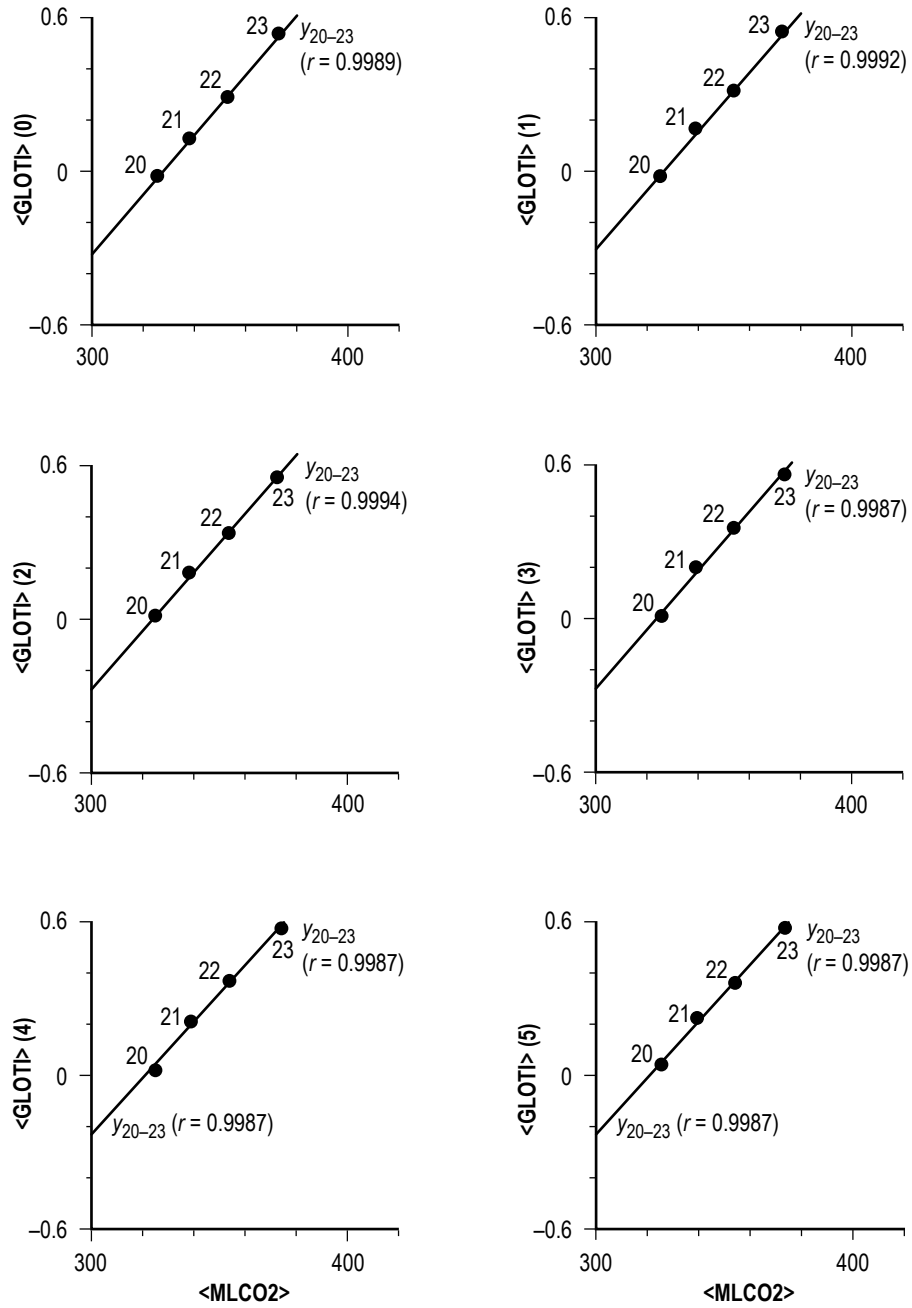 0.6
0
–0.6
300
400
<GLOTI> (0)
20
21
22
23
y20–23
(r = 0.9989)
0.6
0
–0.6
300
400
<GLOTI> (1)
20
21
22
23
y20–23
(r = 0.9992)
0.6
0
–0.6
300
400
<GLOTI> (2)
20
21
22
23
y20–23
(r = 0.9994)
0.6
0
–0.6
300
400
<GLOTI> (3)
20
21
22
23
y20–23
(r = 0.9987)
0.6
0
–0.6
300
400
<GLOTI> (4)
20
21
22
23
y20–23
(r = 0.9987)
y20–23 (r = 0.9987)
<MLCO2>
0.6
0
–0.6
300
400
<GLOTI> (5)
20
21
22
23
y20–23
(r = 0.9987)
y20–23 (r = 0.9987)
<MLCO2>